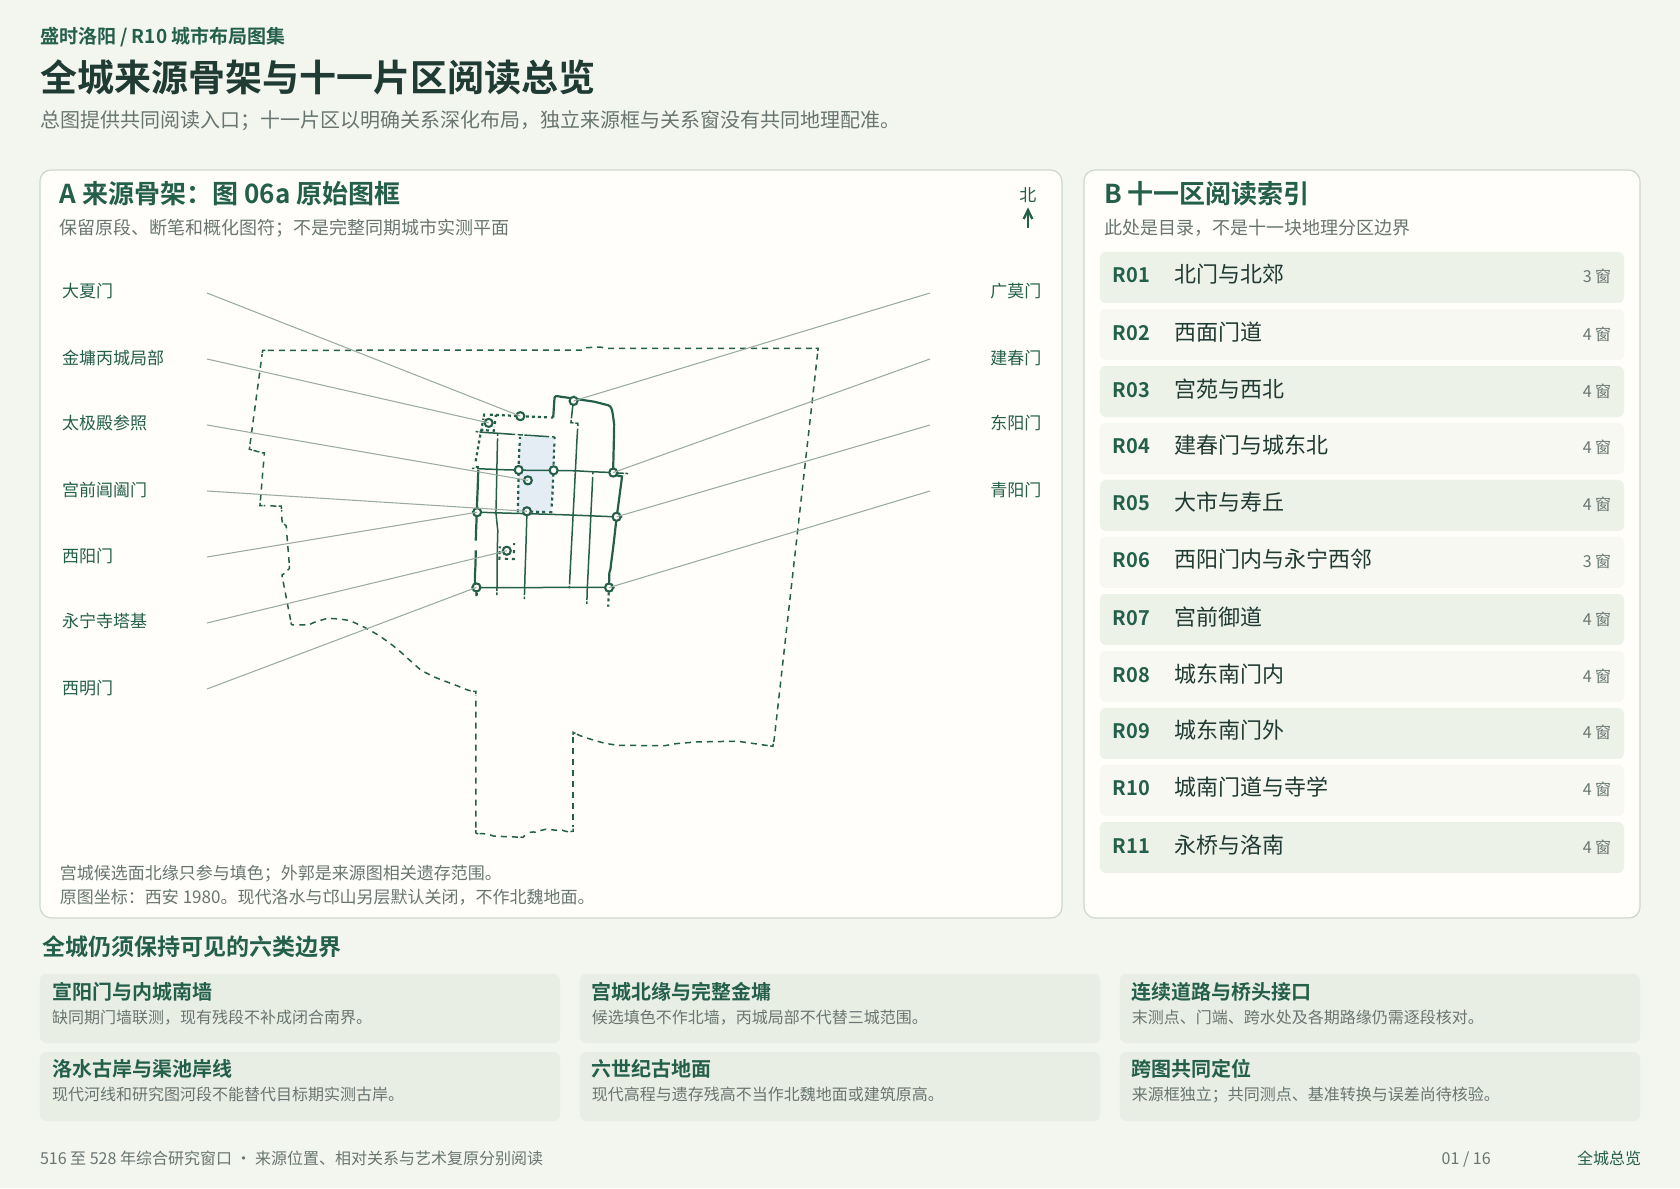 盛时洛阳 / R10 城市布局图集
全城来源骨架与十一片区阅读总览
总图提供共同阅读入口；十一片区以明确关系深化布局，独立来源框与关系窗没有共同地理配准。
A 来源骨架：图 06a 原始图框
保留原段、断笔和概化图符；不是完整同期城市实测平面
北
大夏门
金墉丙城局部
太极殿参照
宫前阊阖门
西阳门
永宁寺塔基
西明门
广莫门
建春门
东阳门
青阳门
宫城候选面北缘只参与填色；外郭是来源图相关遗存范围。
原图坐标：西安 1980。现代洛水与邙山另层默认关闭，不作北魏地面。
B 十一区阅读索引
此处是目录，不是十一块地理分区边界
R01 北门与北郊 3 窗
R02 西面门道 4 窗
R03 宫苑与西北 4 窗
R04 建春门与城东北 4 窗
R05 大市与寿丘 4 窗
R06 西阳门内与永宁西邻 3 窗
R07 宫前御道 4 窗
R08 城东南门内 4 窗
R09 城东南门外 4 窗
R10 城南门道与寺学 4 窗
R11 永桥与洛南 4 窗
全城仍须保持可见的六类边界
宣阳门与内城南墙
缺同期门墙联测，现有残段不补成闭合南界。
宫城北缘与完整金墉
候选填色不作北墙，丙城局部不代替三城范围。
连续道路与桥头接口
末测点、门端、跨水处及各期路缘仍需逐段核对。
洛水古岸与渠池岸线
现代河线和研究图河段不能替代目标期实测古岸。
六世纪古地面
现代高程与遗存残高不当作北魏地面或建筑原高。
跨图共同定位
来源框独立；共同测点、基准转换与误差尚待核验。
516 至 528 年综合研究窗口 · 来源位置、相对关系与艺术复原分别阅读
01 / 16
全城总览